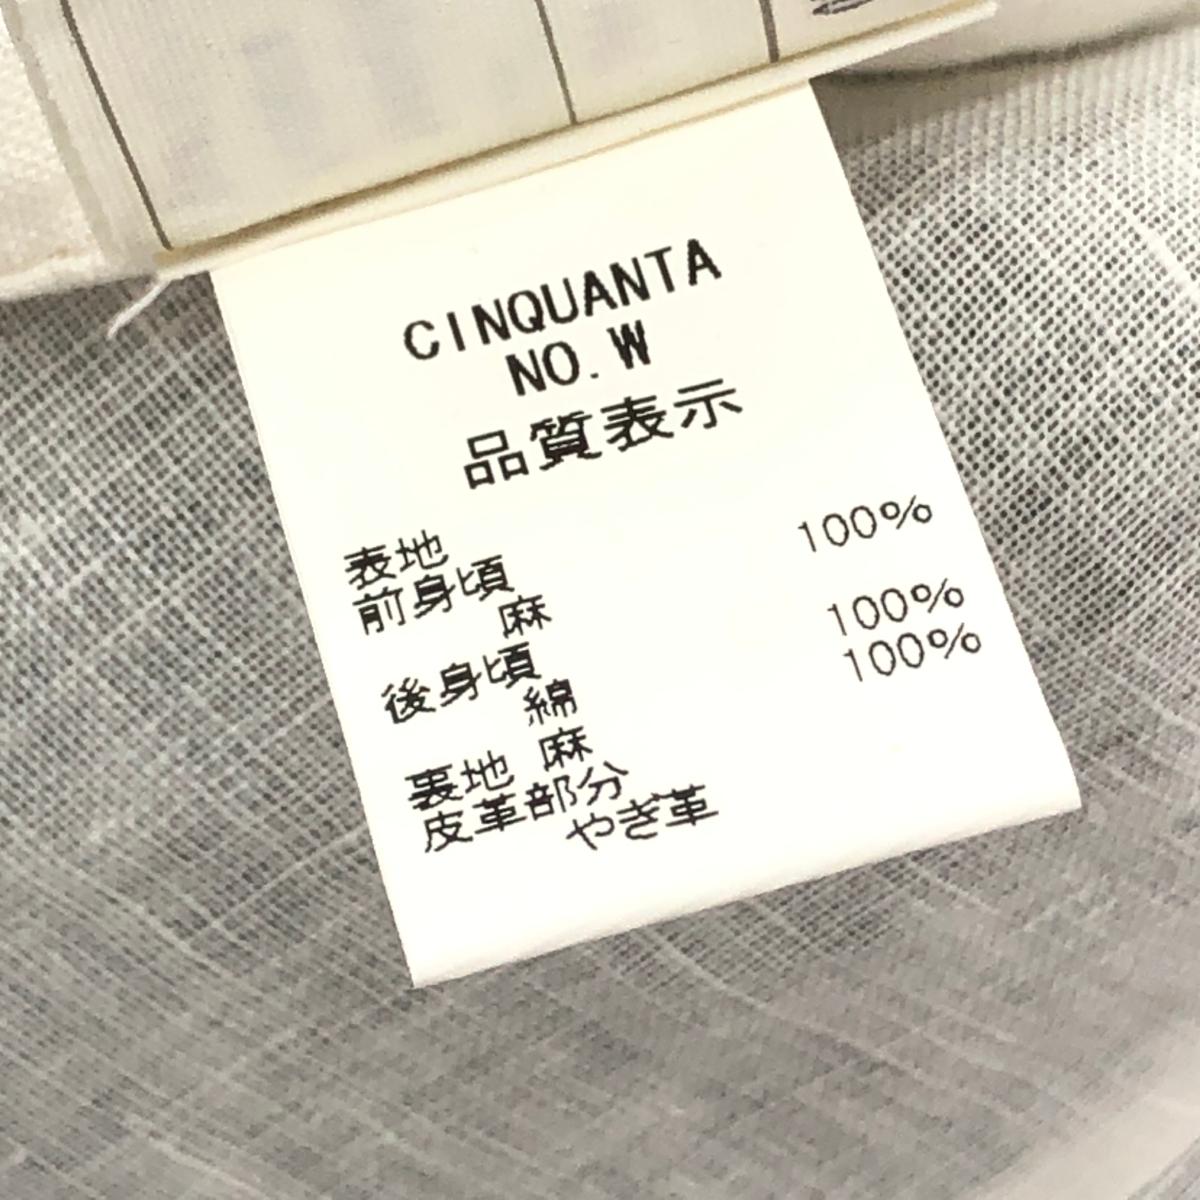 CINQUANTA
NO.W
品質表示
表地
前身頃
麻 100%
後身頃
綿 100%
裏地 麻 100%
皮革部分
やぎ革